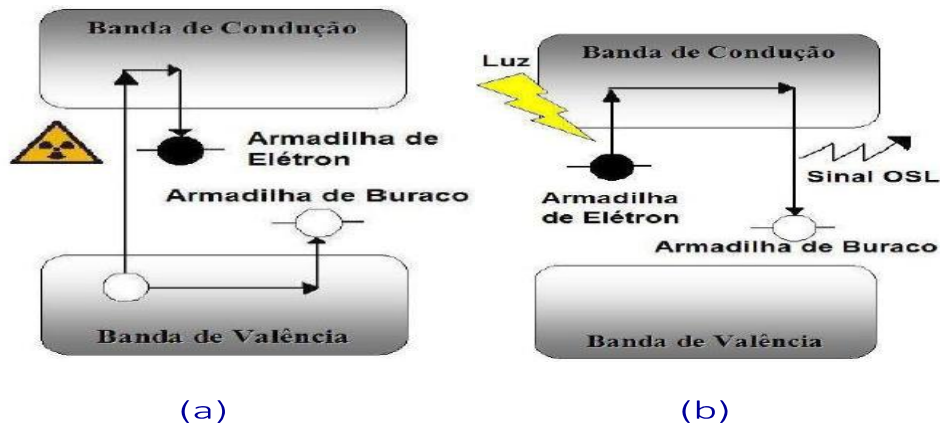 Banda de Condução
Armadilha de
Elétron
Armadilha de Buraco
Banda de Valência
(a)
Luz
Banda de Condução
Sinal OSL
Armadilha
de Elétron
Armadilha de Buraco
Banda de Valência
(b)